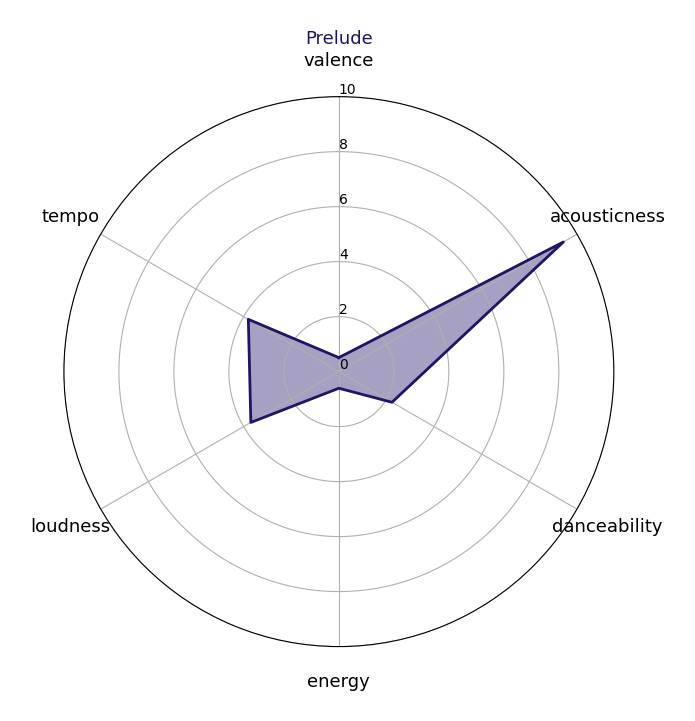 Prelude
valence
10
8
6
4
2
0
tempo
acousticness
loudness
danceability
energy